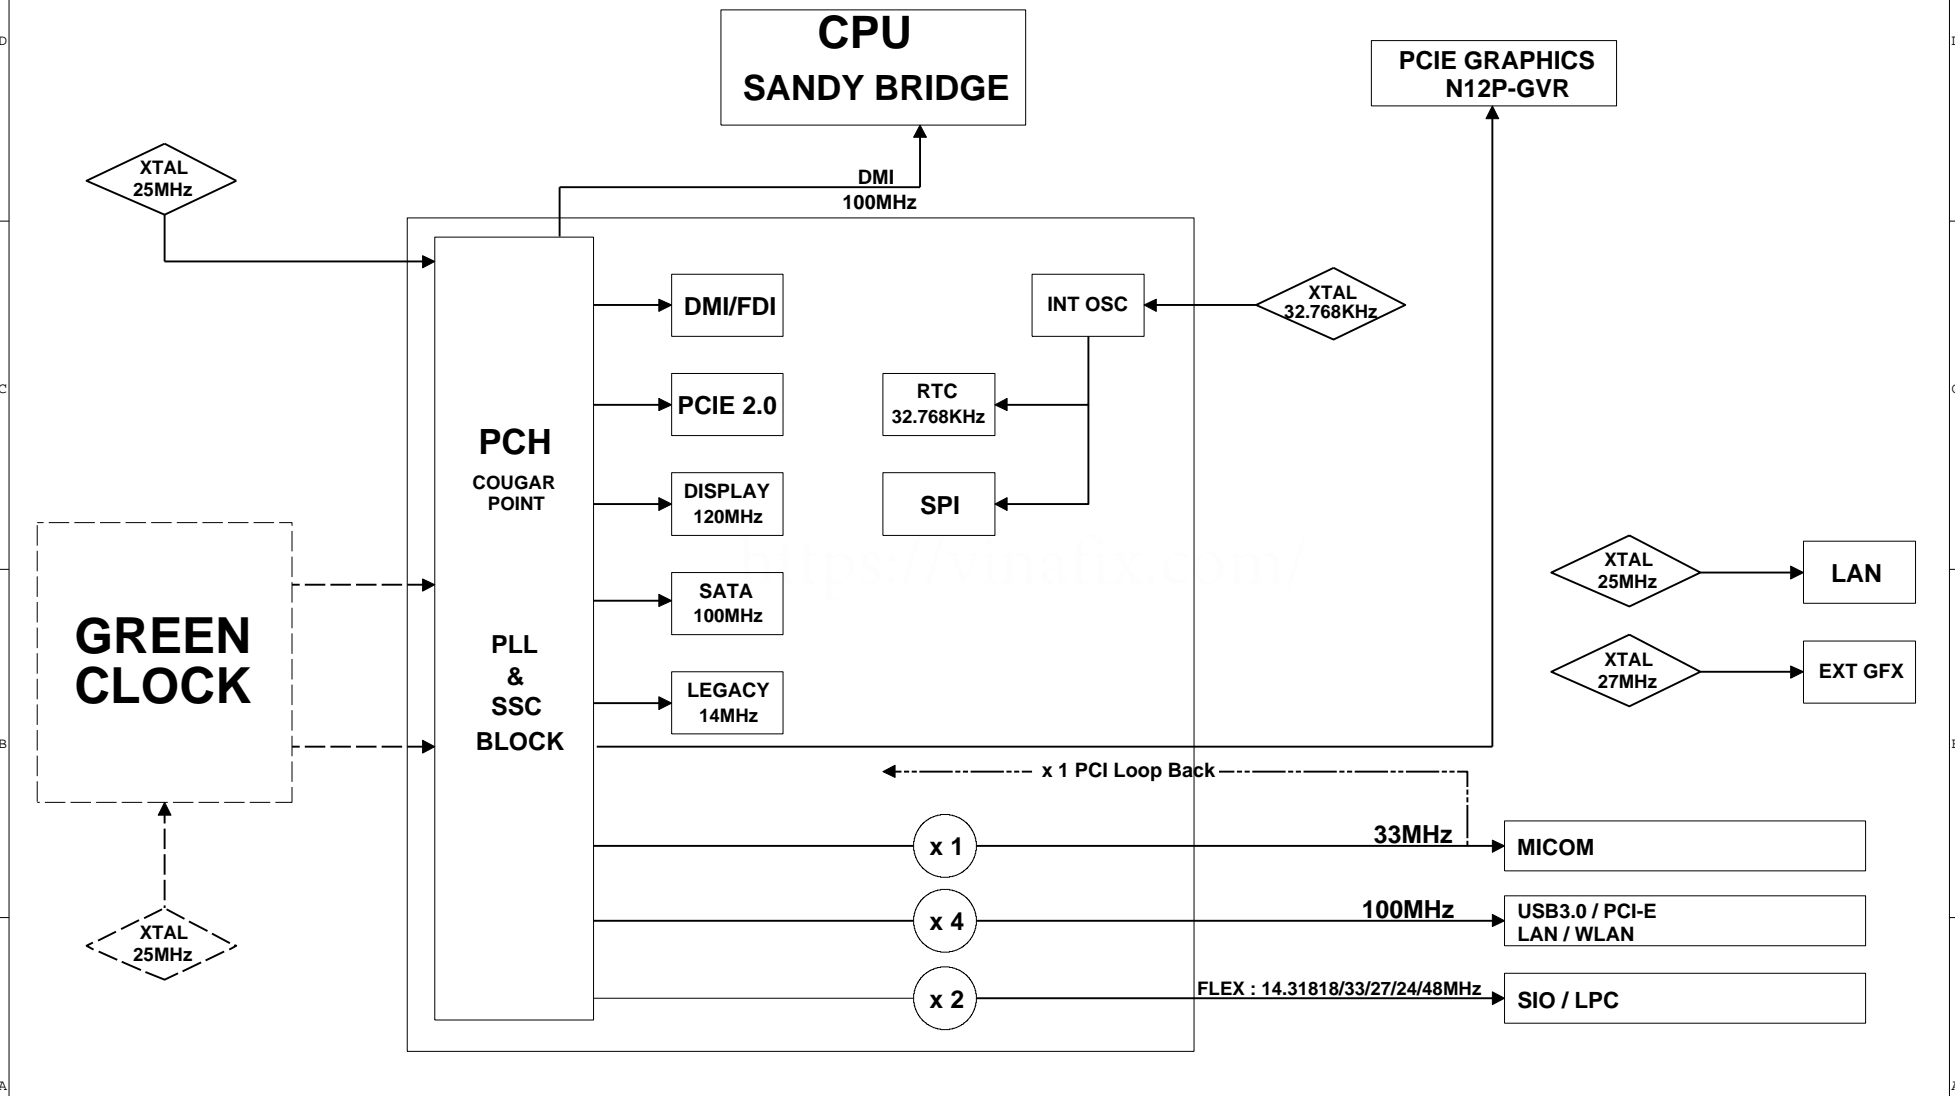 D
CPU
SANDY BRIDGE
PCIE GRAPHICS
N12P-GVR
XTAL
25MHz
DMI
100MHz
DMI/FDI
INT OSC
XTAL
32.768KHz
C
PCIE 2.0
RTC
32.768KHz
PCH
COUGAR
POINT
DISPLAY
120MHz
SPI
https://vinafix.com/
XTAL
25MHz
LAN
SATA
100MHz
GREEN
CLOCK
PLL
&
SSC
BLOCK
XTAL
27MHz
EXT GFX
LEGACY
14MHz
B
x 1 PCI Loop Back
x 1
33MHz
MICOM
x 4
100MHz
USB3.0 / PCI-E
LAN / WLAN
XTAL
25MHz
x 2
FLEX : 14.31818/33/27/24/48MHz
SIO / LPC
A